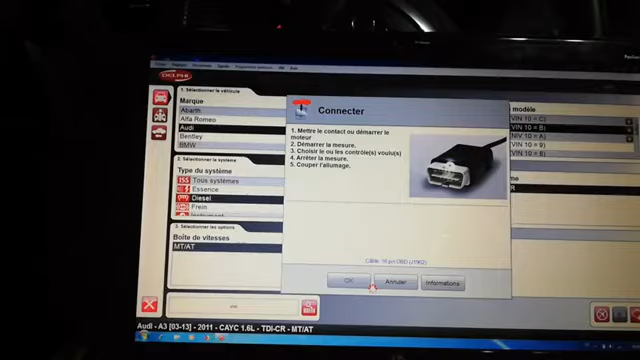 DELPHI
1. Sélectionner le véhicule
Marque
Abarth
Alfa Romeo
Audi
Bentley
BMW
2. Sélectionner le système
Type du système
Tous systèmes
Essence
Diesel
Frein
3. Sélectionner les options
Boîte de vitesses
MT/AT
Connecter
1. Mettre le contact ou démarrer le
moteur
2. Démarrer la mesure.
3. Choisir le ou les contrôle(s) voulu(s)
4. Arrêter la mesure.
5. Couper l'allumage.
Câble: 16 pin OBD (J1962)
OK
Annuler
Informations
modèle
VIN 10 = C)
VIN 10 = B)
VIN 10 = A)
VIN 10 = 9)
VIN 10 = 8)
Audi - A3 [03-13] - 2011 - CAYC 1.6L - TDI-CR - MT/AT